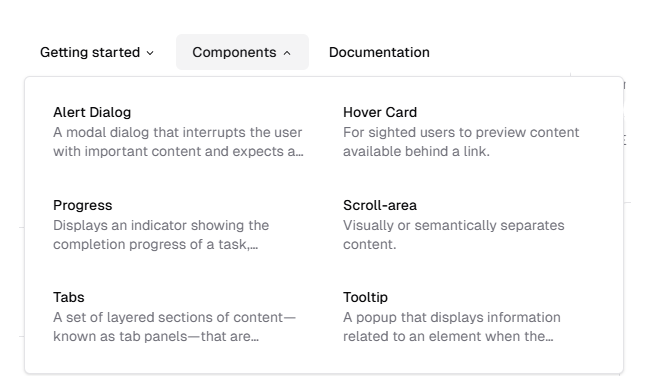 Getting started
Components
Documentation
Alert Dialog
A modal dialog that interrupts the user
with important content and expects a…
Hover Card
For sighted users to preview content
available behind a link.
Progress
Displays an indicator showing the
completion progress of a task,…
Scroll-area
Visually or semantically separates
content.
Tabs
A set of layered sections of content—
known as tab panels—that are…
Tooltip
A popup that displays information
related to an element when the…